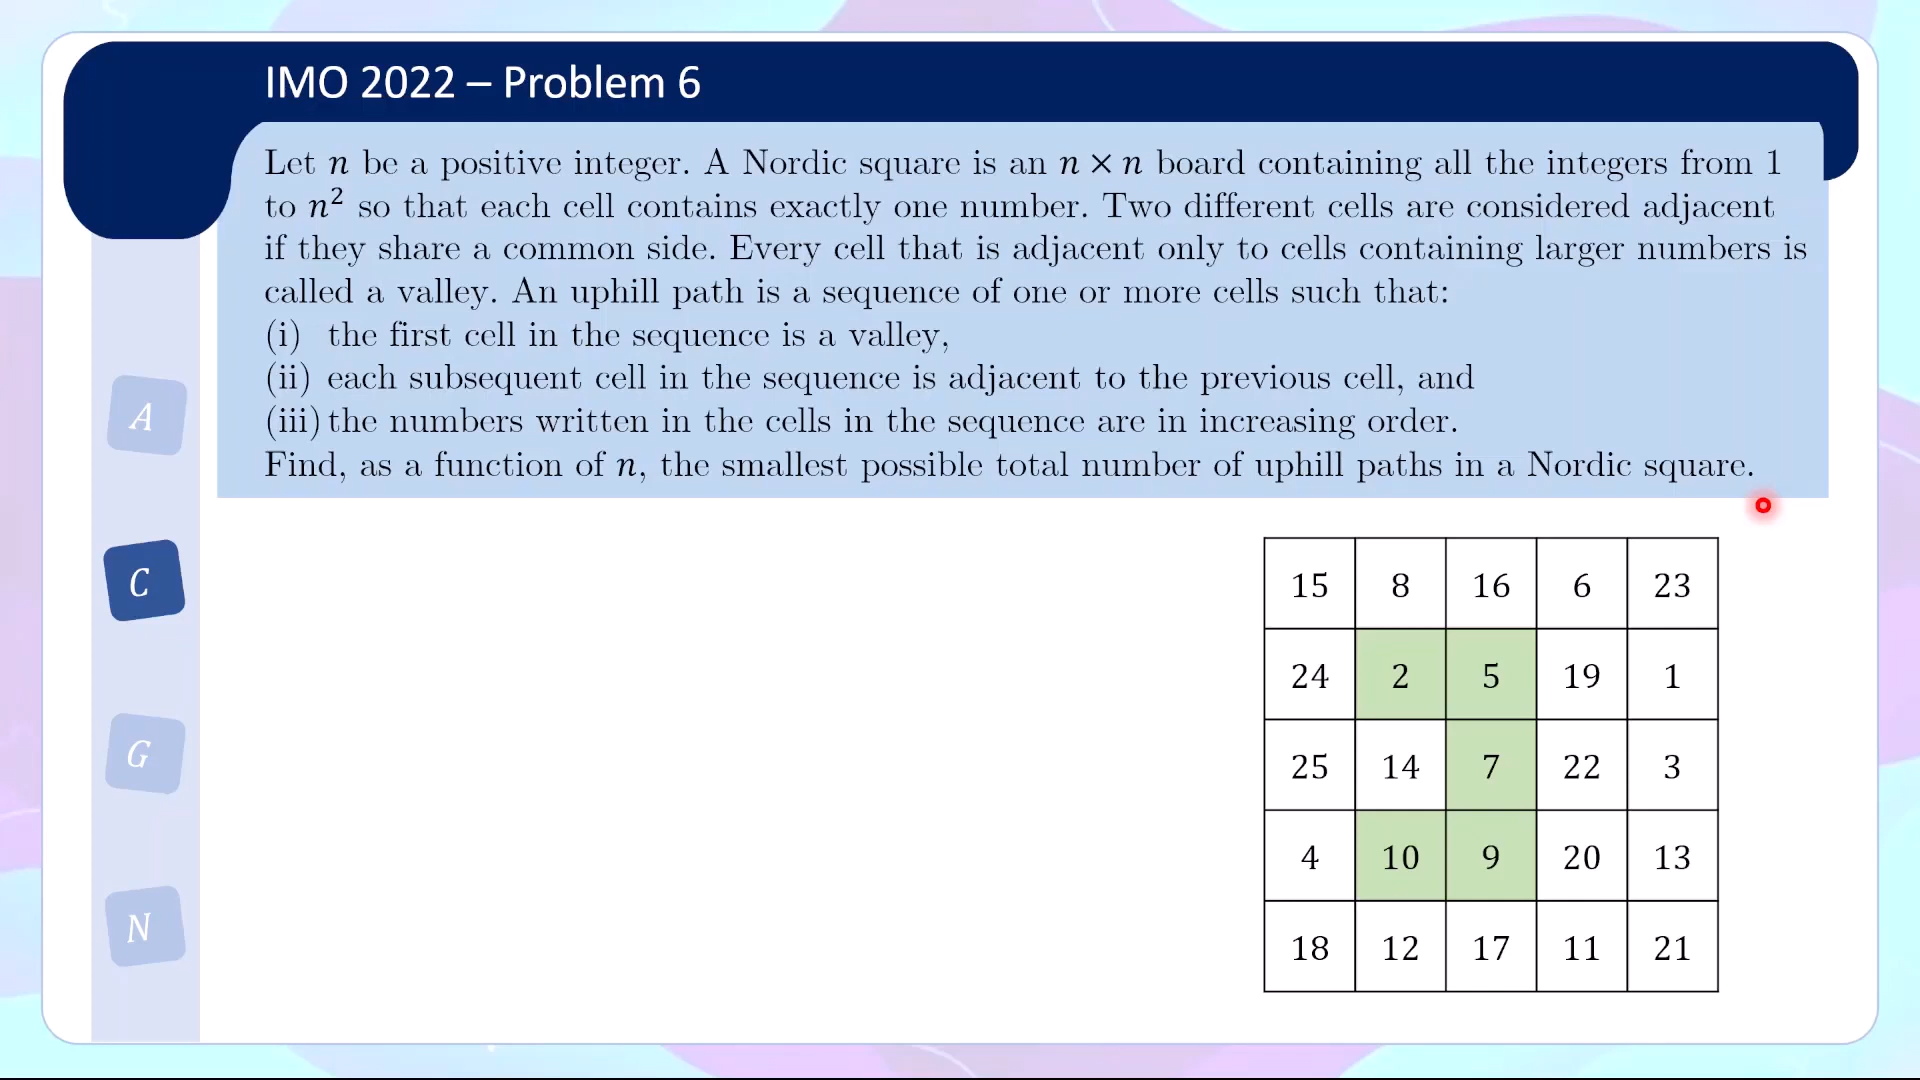 IMO 2022 – Problem 6
Let n be a positive integer. A Nordic square is an n × n board containing all the integers from 1
to n² so that each cell contains exactly one number. Two different cells are considered adjacent
if they share a common side. Every cell that is adjacent only to cells containing larger numbers is
called a valley. An uphill path is a sequence of one or more cells such that:
(i) the first cell in the sequence is a valley,
(ii) each subsequent cell in the sequence is adjacent to the previous cell, and
(iii) the numbers written in the cells in the sequence are in increasing order.
Find, as a function of n, the smallest possible total number of uphill paths in a Nordic square.
A
C
G
N
15 8 16 6 23
24 2 5 19 1
25 14 7 22 3
4 10 9 20 13
18 12 17 11 21